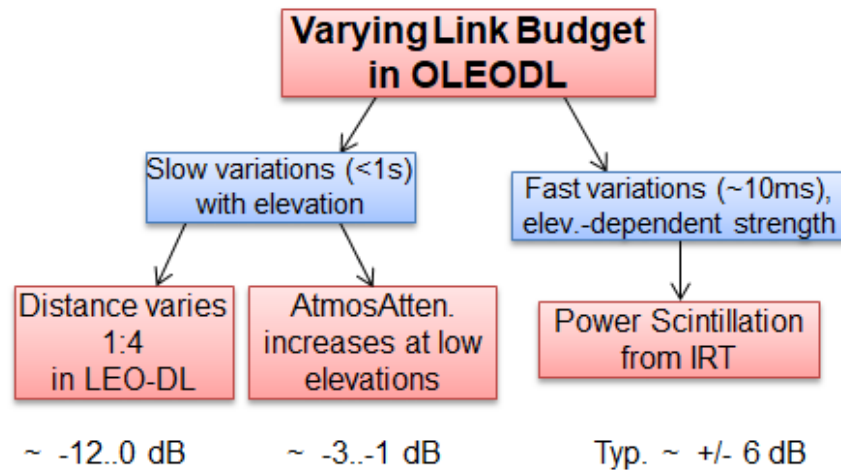 Varying Link Budget
in OLEODL
Slow variations (<1s)
with elevation
Fast variations (~10ms),
elev.-dependent strength
Distance varies
1:4
in LEO-DL
AtmosAtten.
increases at low
elevations
Power Scintillation
from IRT
~ -12..0 dB
~ -3..-1 dB
Typ. ~ +/- 6 dB